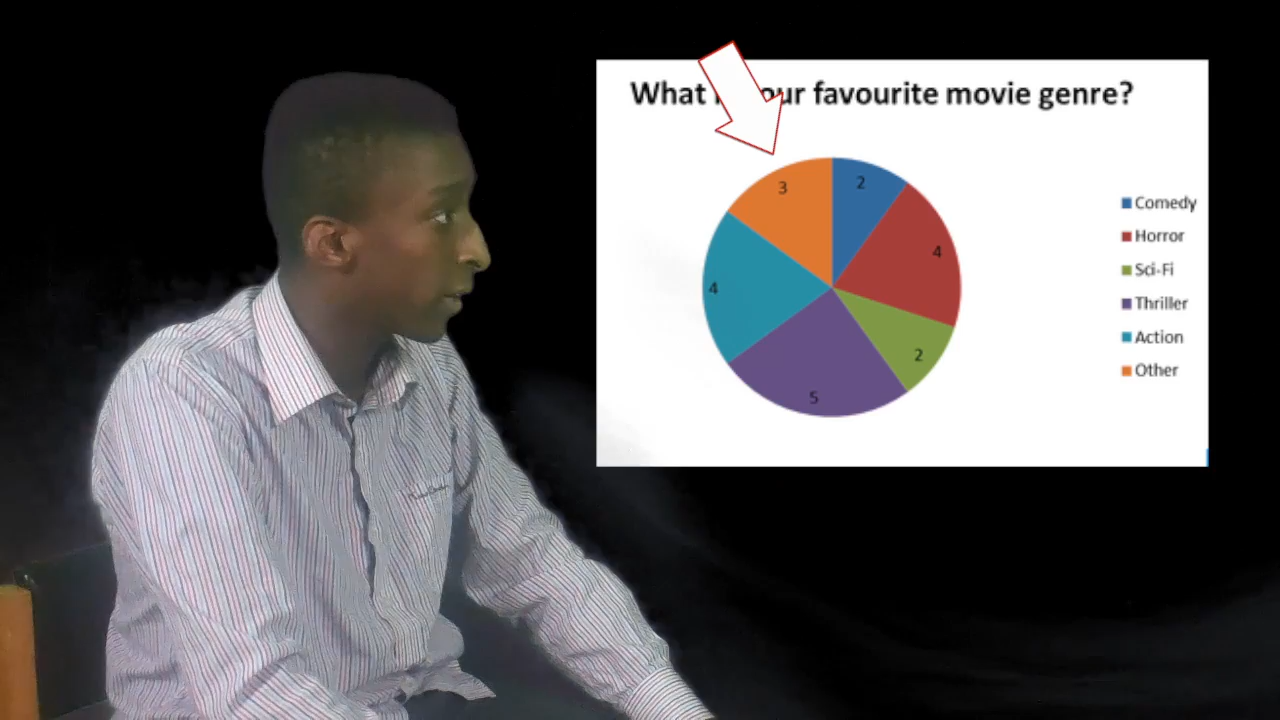 What our favourite movie genre?
2
3
4
4
2
5
Comedy
Horror
Sci-Fi
Thriller
Action
Other